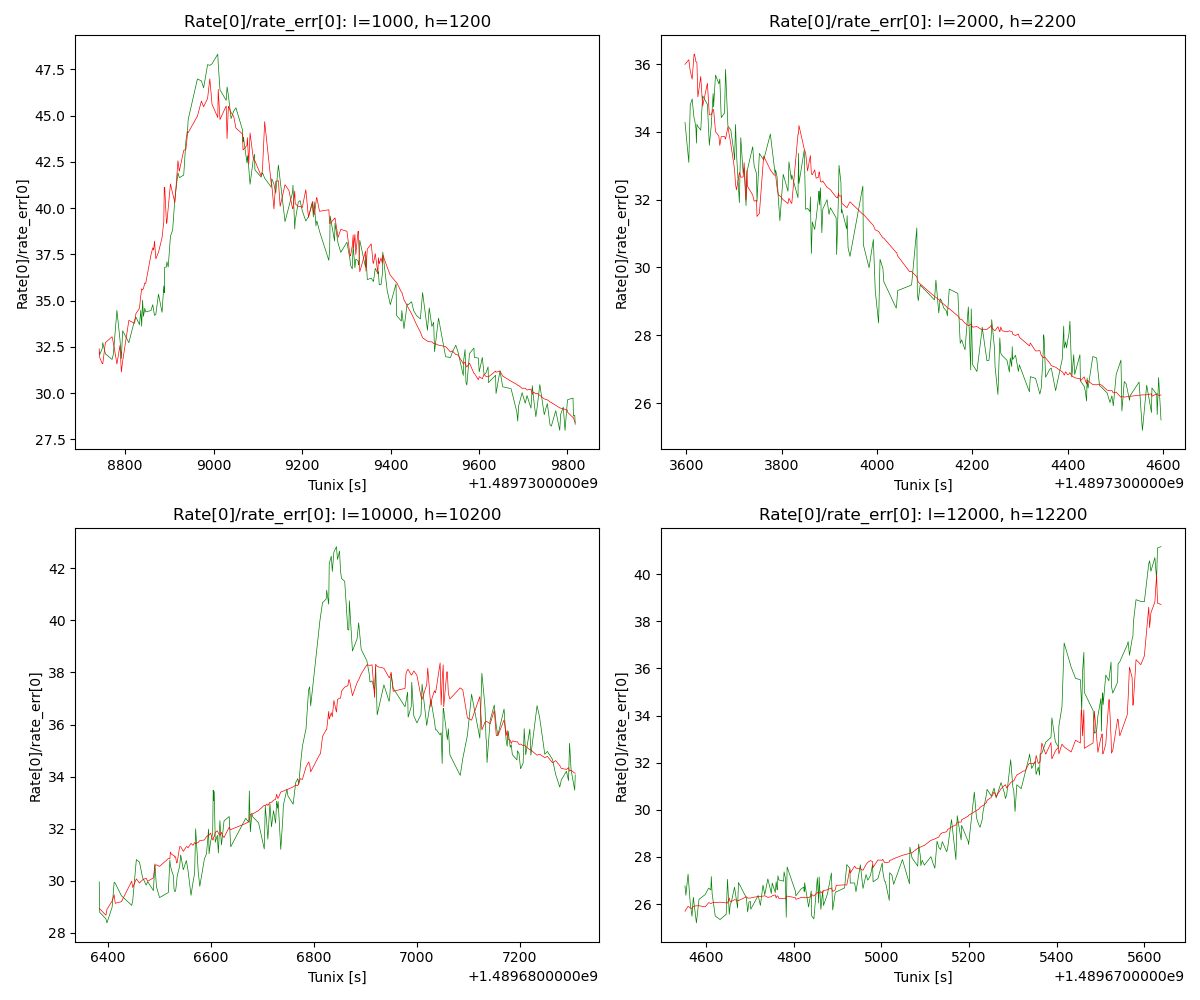 Rate[0]/rate_err[0]: l=1000, h=1200
Rate[0]/rate_err[0]
47.5
45.0
42.5
40.0
37.5
35.0
32.5
30.0
27.5
8800 9000 9200 9400 9600 9800
Tunix [s]
+1.4897300000e9
Rate[0]/rate_err[0]: l=2000, h=2200
Rate[0]/rate_err[0]
36
34
32
30
28
26
3600 3800 4000 4200 4400 4600
Tunix [s]
+1.4897300000e9
Rate[0]/rate_err[0]: l=10000, h=10200
Rate[0]/rate_err[0]
42
40
38
36
34
32
30
28
6400 6600 6800 7000 7200
Tunix [s]
+1.4896800000e9
Rate[0]/rate_err[0]: l=12000, h=12200
Rate[0]/rate_err[0]
40
38
36
34
32
30
28
26
4600 4800 5000 5200 5400 5600
Tunix [s]
+1.4896700000e9